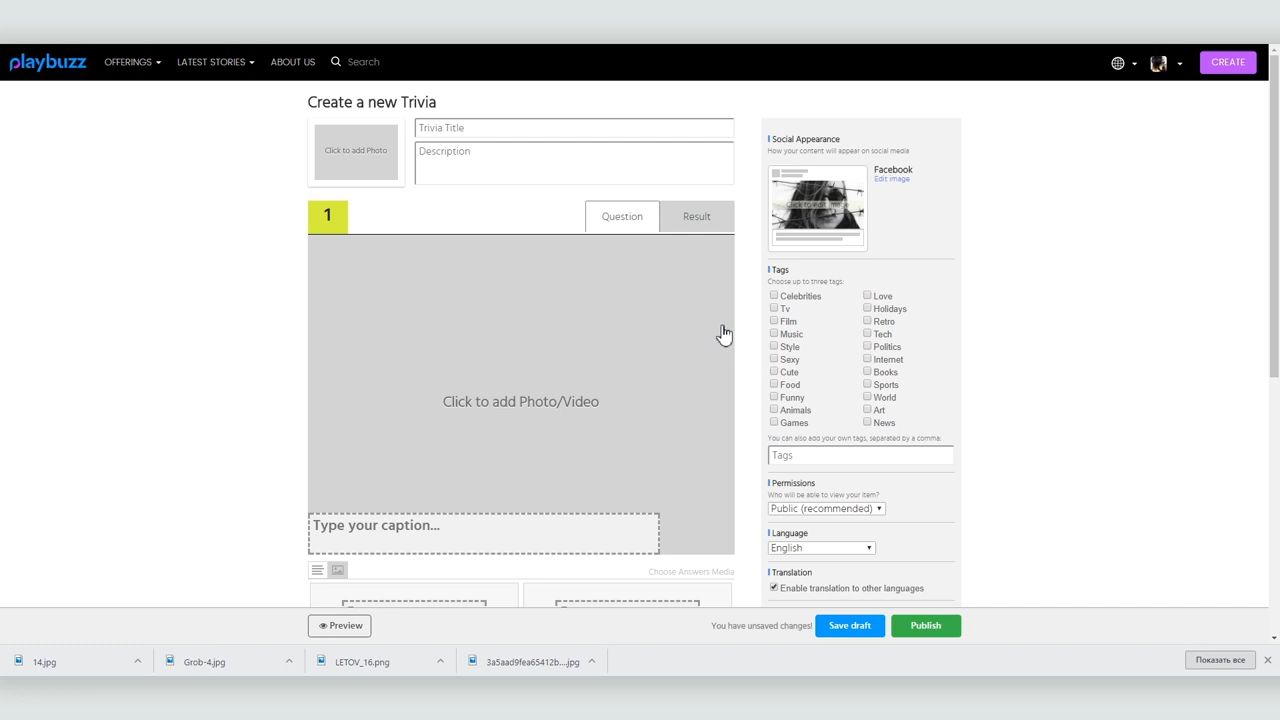 playbuzz OFFERINGS LATEST STORIES ABOUT US Search CREATE
Create a new Trivia
Click to add Photo
Trivia Title
Description
1
Question Result
Click to add Photo/Video
Type your caption...
Choose Answers Media
Social Appearance
How your content will appear on social media
Facebook
Edit image
Click to edit image
Tags
Choose up to three tags:
Celebrities Love
Tv Holidays
Film Retro
Music Tech
Style Politics
Sexy Internet
Cute Books
Food Sports
Funny World
Animals Art
Games News
You can also add your own tags, separated by a comma:
Tags
Permissions
Who will be able to view your item?
Public (recommended)
Language
English
Translation
Enable translation to other languages
Preview You have unsaved changes! Save draft Publish
14.jpg Grob-4.jpg LETOV_16.png 3a5aad9fea65412b....jpg Показать все